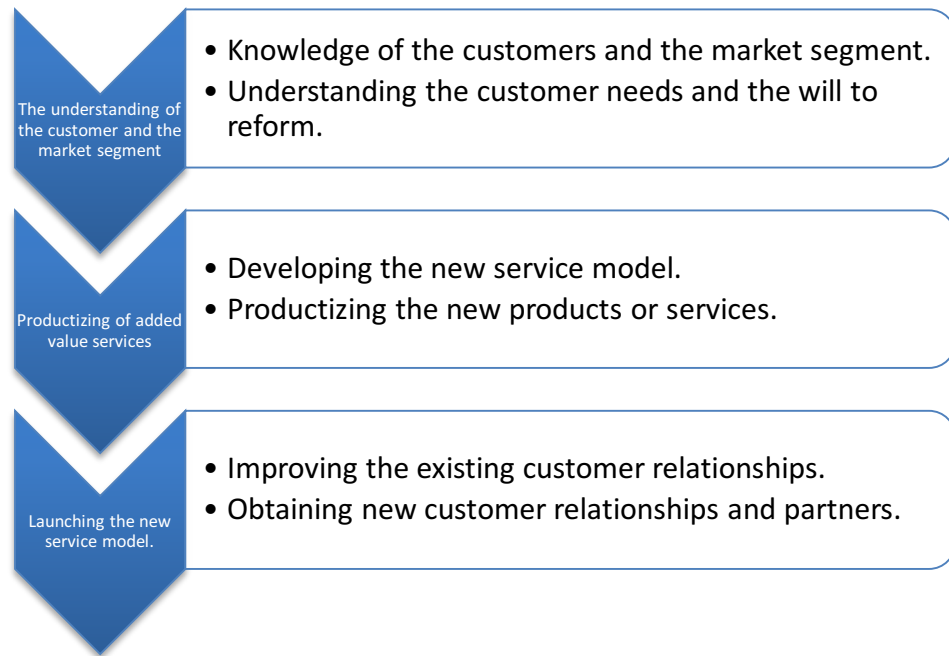 The understanding of
the customer and the
market segment
• Knowledge of the customers and the market segment.
• Understanding the customer needs and the will to
reform.
Productizing of added
value services
• Developing the new service model.
• Productizing the new products or services.
Launching the new
service model.
• Improving the existing customer relationships.
• Obtaining new customer relationships and partners.